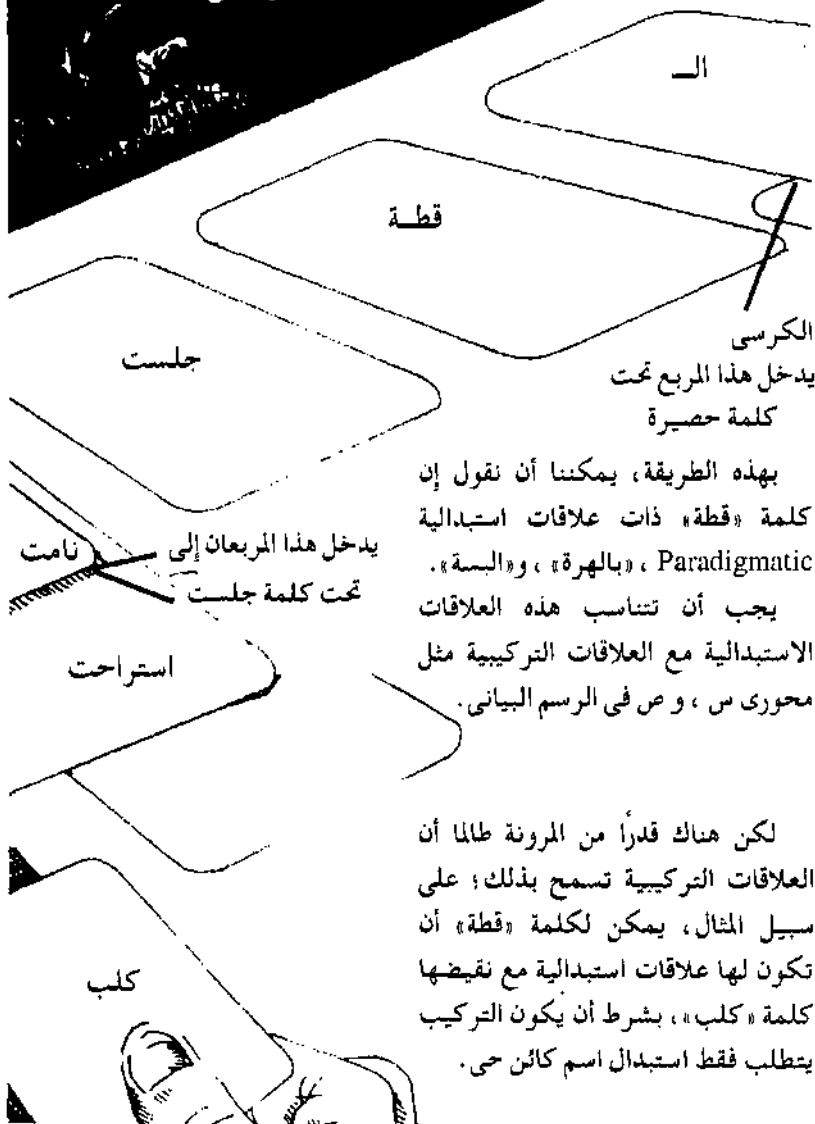 الـ
قطـة
جلست
الكرسى
يدخل هذا المربع تحت
كلمة حصيرة
بهذه الطريقة، يمكننا أن نقول إن
كلمة «قطة» ذات علاقات استبدالية
Paradigmatic ، «بالهرة» ، و«البسة».
يجب أن تتناسب هذه العلاقات
الاستبدالية مع العلاقات التركيبية مثل
محورى س ، و ص فى الرسم البيانى.
نامت
يدخل هذا المربعان إلى
تحت كلمة جلست
استراحت
لكن هناك قدرًا من المرونة طالما أن
العلاقات التركيبية تسمح بذلك؛ على
سبيل المثال، يمكن لكلمة «قطة» أن
تكون لها علاقات استبدالية مع نقيضها
كلمة «كلب»، بشرط أن يكون التركيب
يتطلب فقط استبدال اسم كائن حى.
كلب